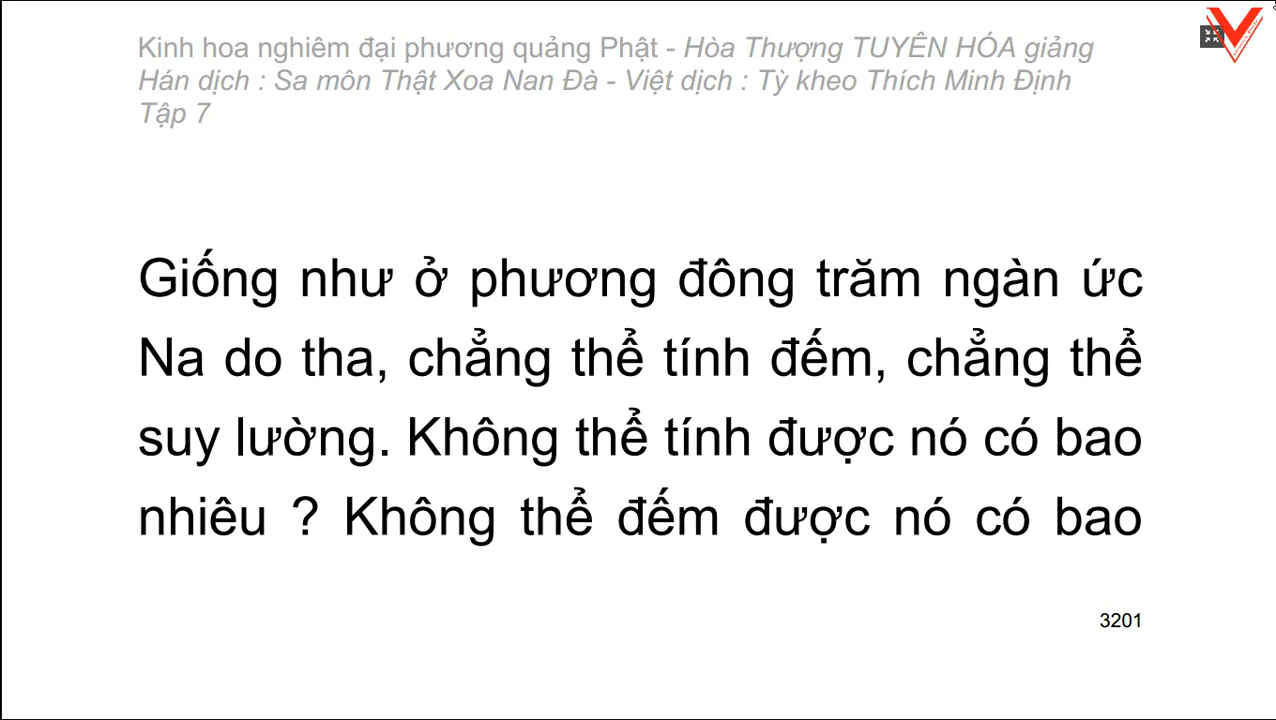 Kinh hoa nghiêm đại phương quảng Phật - Hòa Thượng TUYÊN HÓA giảng
Hán dịch : Sa môn Thật Xoa Nan Đà - Việt dịch : Tỳ kheo Thích Minh Định
Tập 7
Giống như ở phương đông trăm ngàn ức
Na do tha, chẳng thể tính đếm, chẳng thể
suy lường. Không thể tính được nó có bao
nhiêu ? Không thể đếm được nó có bao
3201